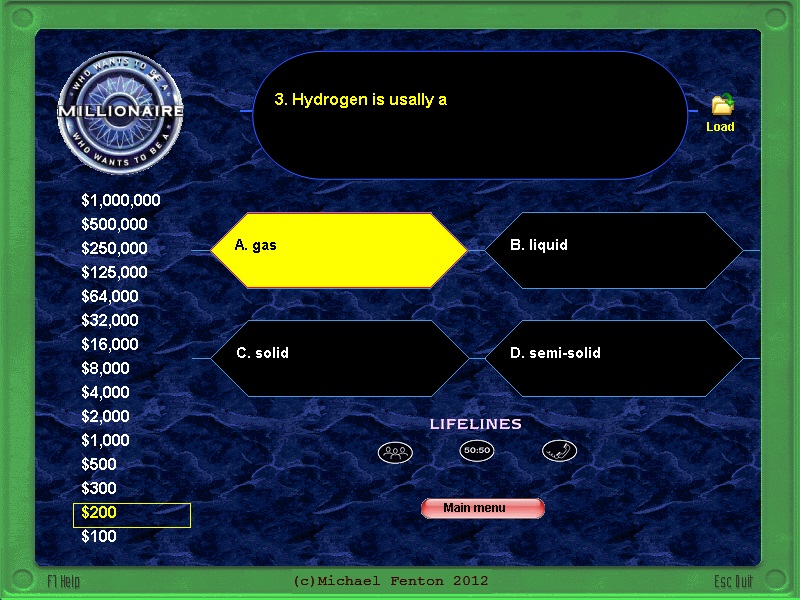 WHO WANTS TO BE A
MILLIONAIRE
WHO WANTS TO BE A
3. Hydrogen is usally a
Load
$1,000,000
$500,000
$250,000
$125,000
$64,000
$32,000
$16,000
$8,000
$4,000
$2,000
$1,000
$500
$300
$200
$100
A. gas
B. liquid
C. solid
D. semi-solid
LIFELINES
50:50
Main menu
F1 Help
(c)Michael Fenton 2012
Esc Quit